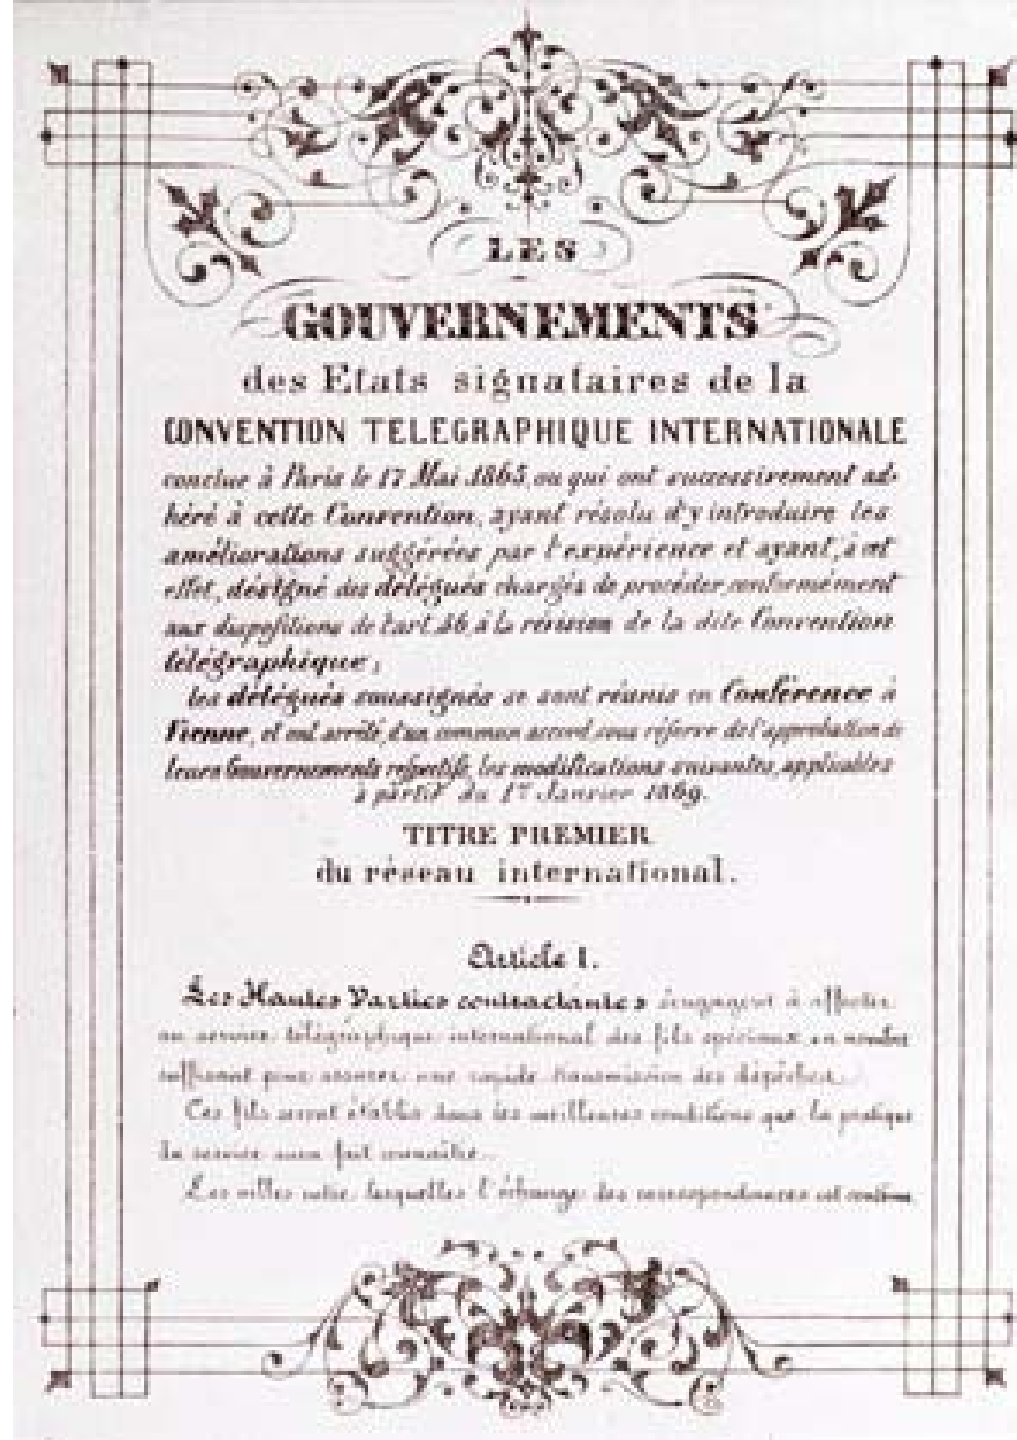 LES
GOUVERNEMENTS
des Etats signataires de la
CONVENTION TELEGRAPHIQUE INTERNATIONALE
conclue à Paris le 17 Mai 1865, ou qui ont successivement ad-
héré à cette Convention, ayant résolu d'y introduire les
améliorations suggérées par l'expérience et ayant, à cet
effet, désigné des délégués chargés de procéder, conformément
aux dispositions de l'art. 56, à la révision de la dite Convention
télégraphique;
les délégués soussignés se sont réunis en Conférence à
Vienne, et ont arrêté, d'un commun accord, sous réserve de l'approbation de
leurs Gouvernements respectifs, les modifications suivantes, applicables
à partir du 1er Janvier 1869.
TITRE PREMIER
du réseau international.
Article 1.
Les Hautes Parties contractantes s'engagent à affecter
au service télégraphique international des fils spéciaux, en nombre
suffisant pour assurer une rapide transmission des dépêches.
Ces fils seront établis dans les meilleures conditions que la pratique
du service aura fait connaître.
Les villes entre lesquelles l'échange des correspondances est continu